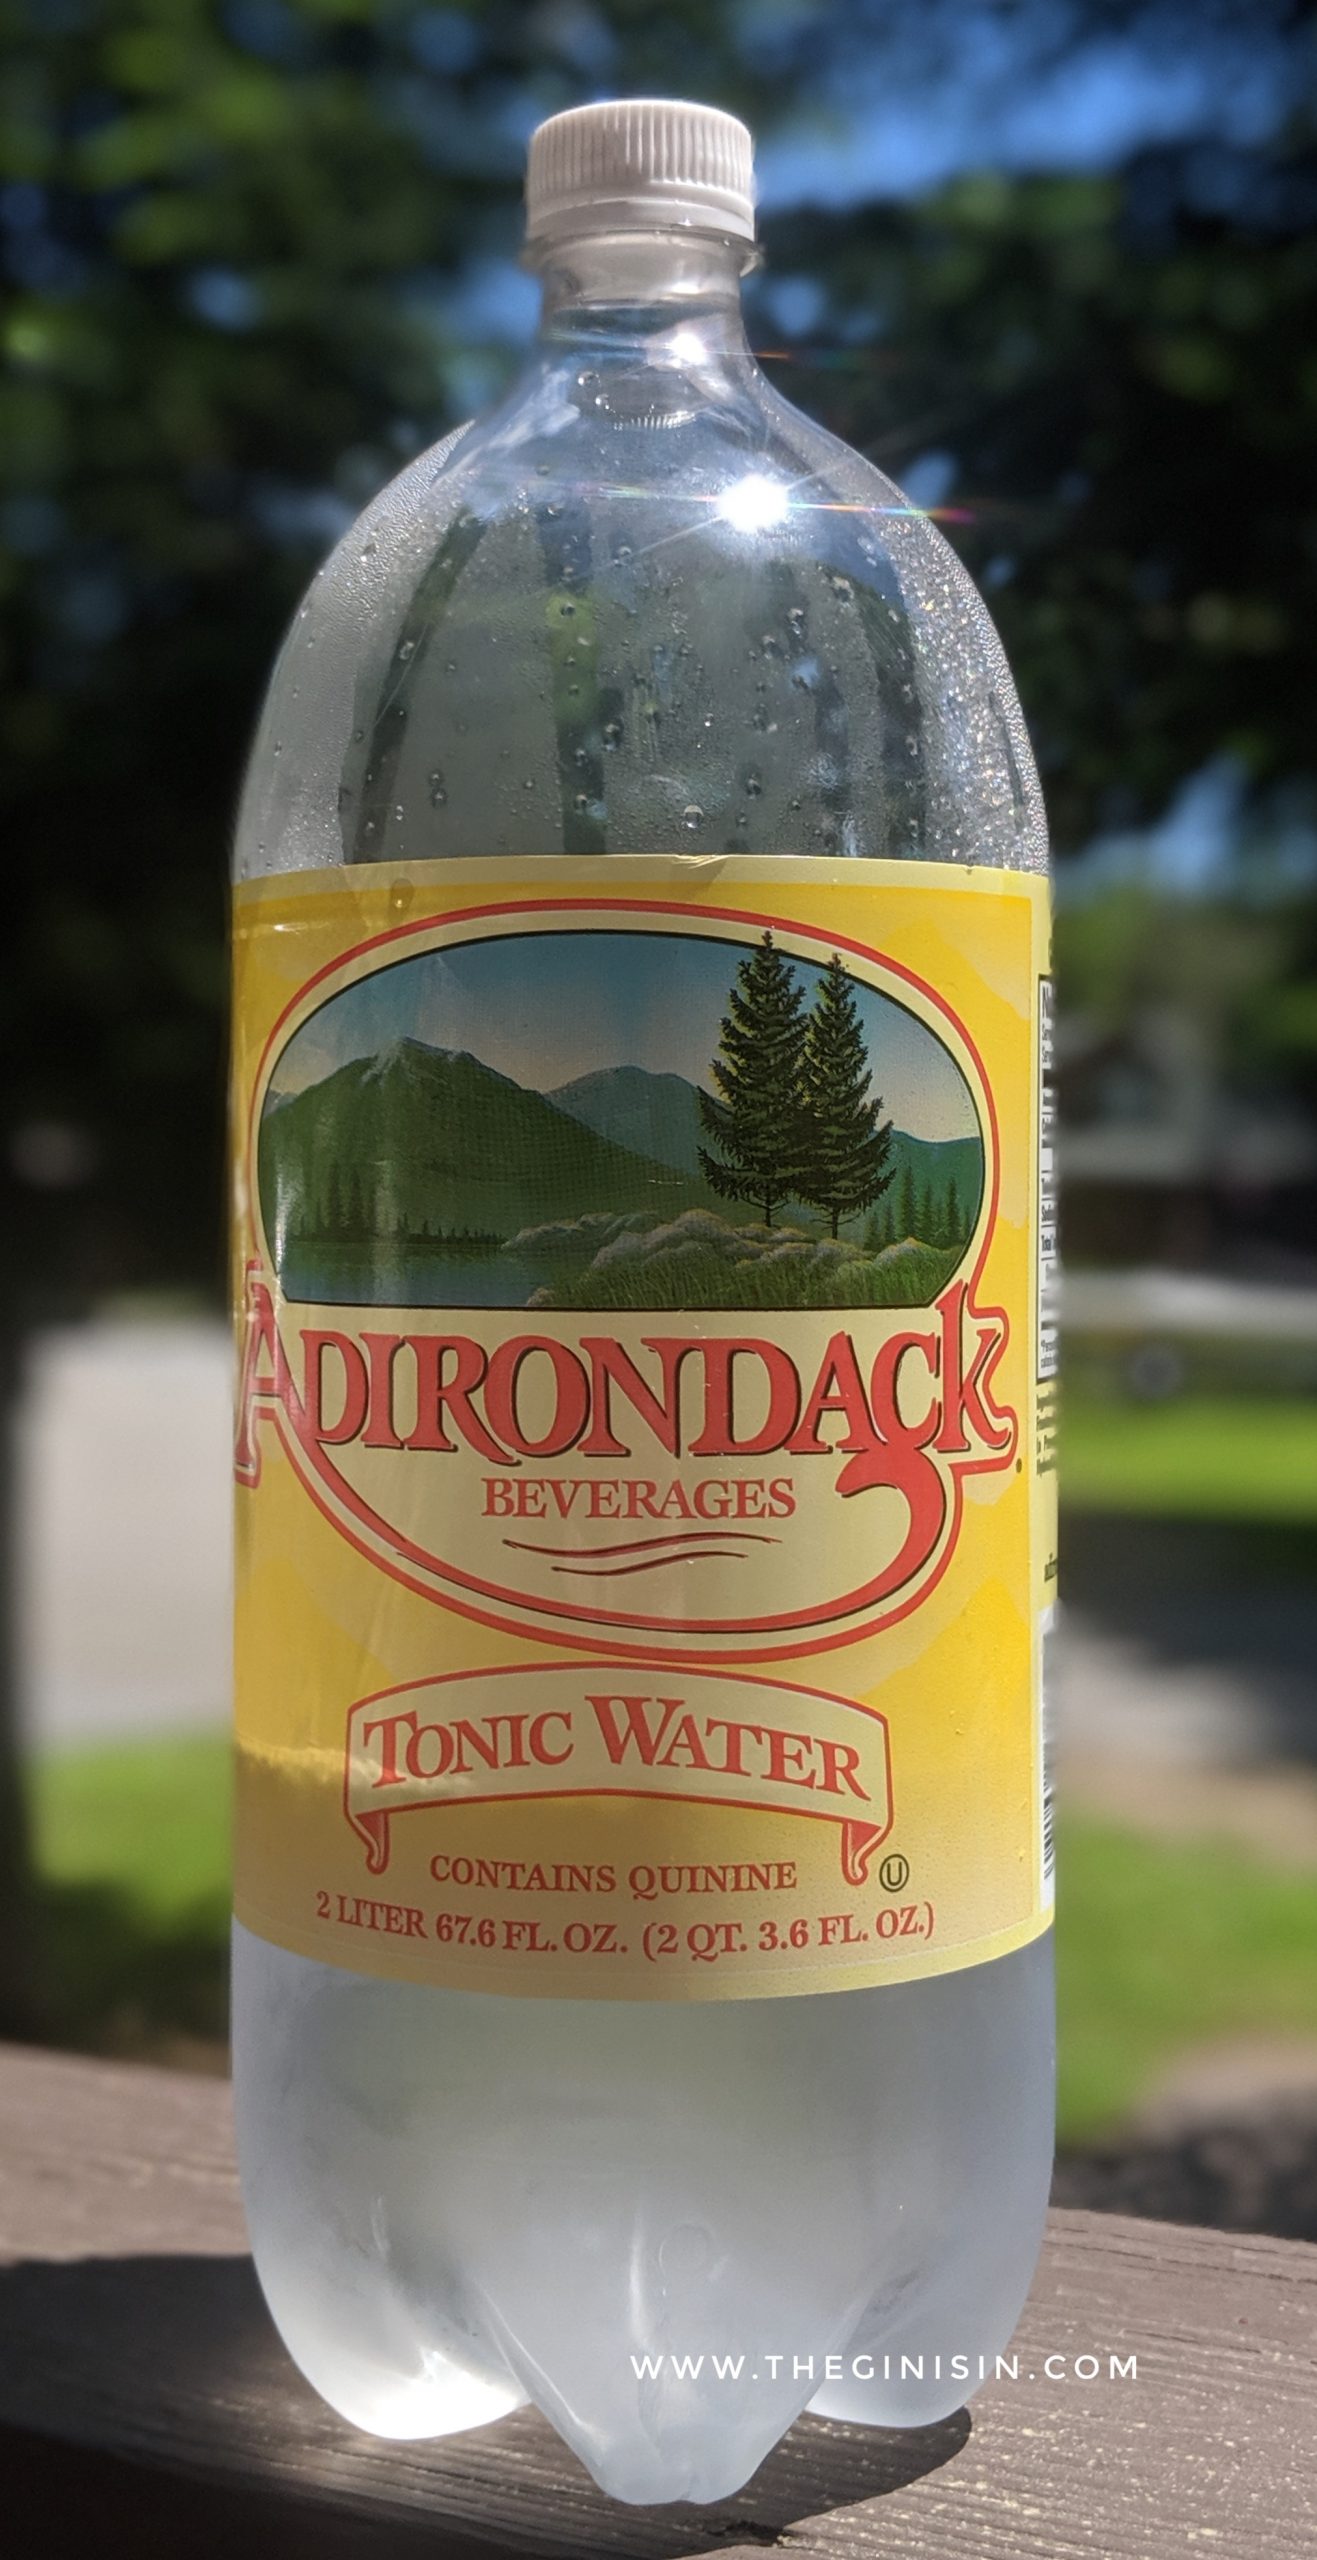 ADIRONDACK
BEVERAGES
TONIC WATER
CONTAINS QUININE
U
2 LITER 67.6 FL. OZ. (2 QT. 3.6 FL. OZ.)
WWW.THEGINISIN.COM